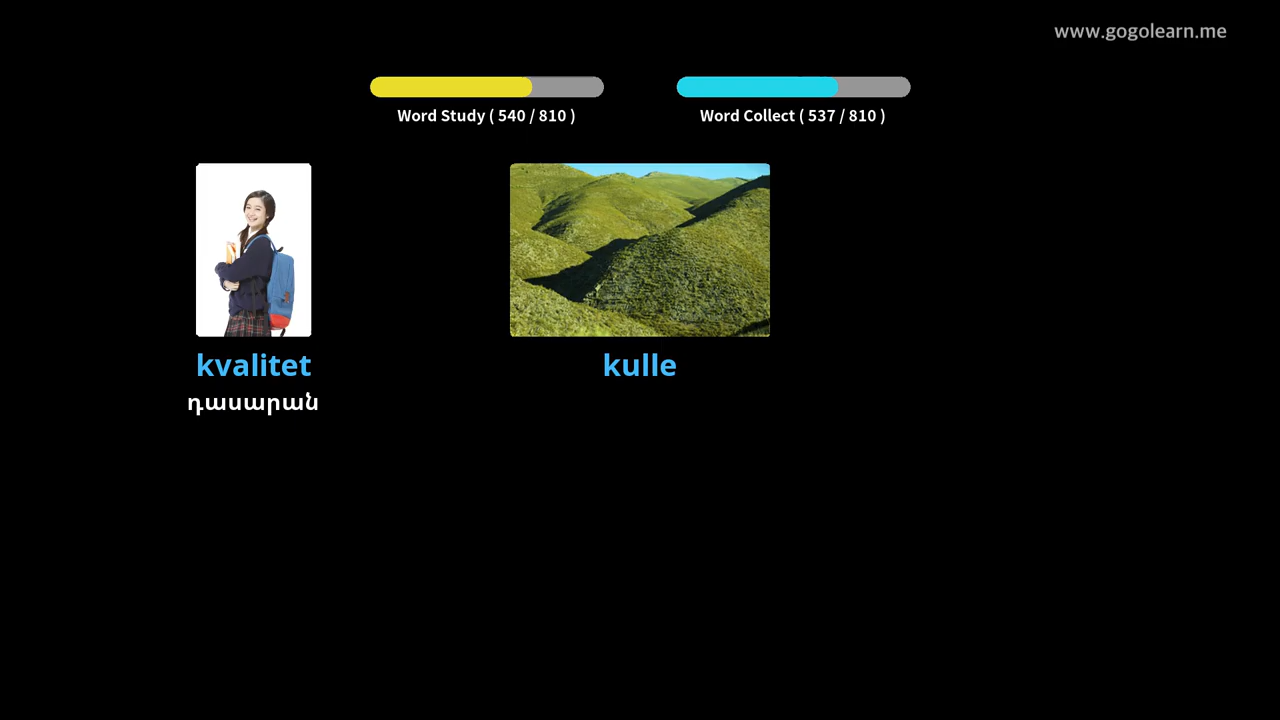 www.gogolearn.me
Word Study ( 540 / 810 )
Word Collect ( 537 / 810 )
kvalitet
kulle
դասարան